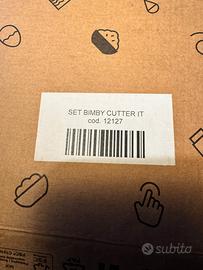 SET BIMBY CUTTER IT
cod. 12127
subito